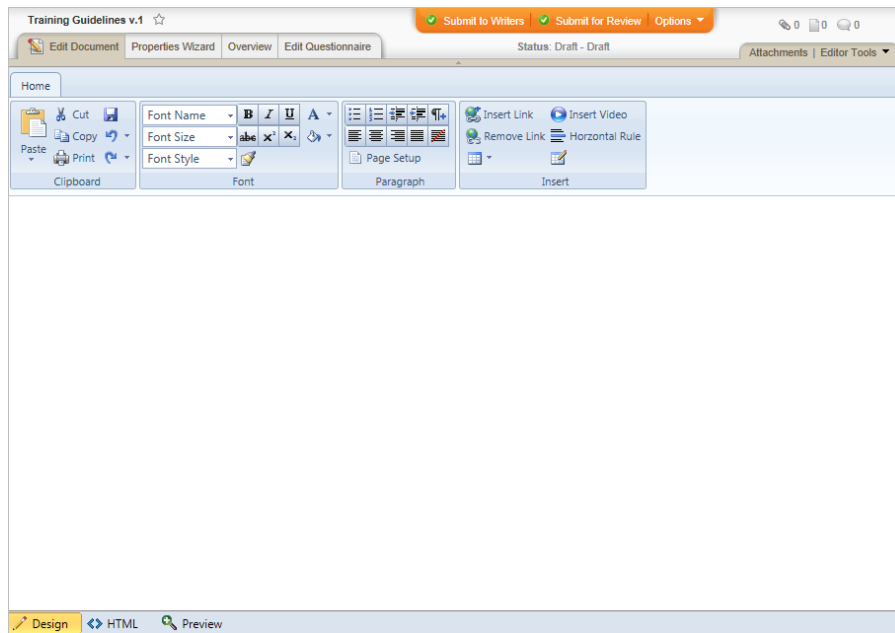 Training Guidelines v.1
Submit to Writers Submit for Review Options
0 0 0
Edit Document Properties Wizard Overview Edit Questionnaire
Status: Draft - Draft
Attachments | Editor Tools
Home
Cut
Copy
Paste
Print
Clipboard
Font Name B I U A
Font Size abc x² x₂
Font Style
Font
Page Setup
Paragraph
Insert Link Insert Video
Remove Link Horzontal Rule
Insert
Design HTML Preview